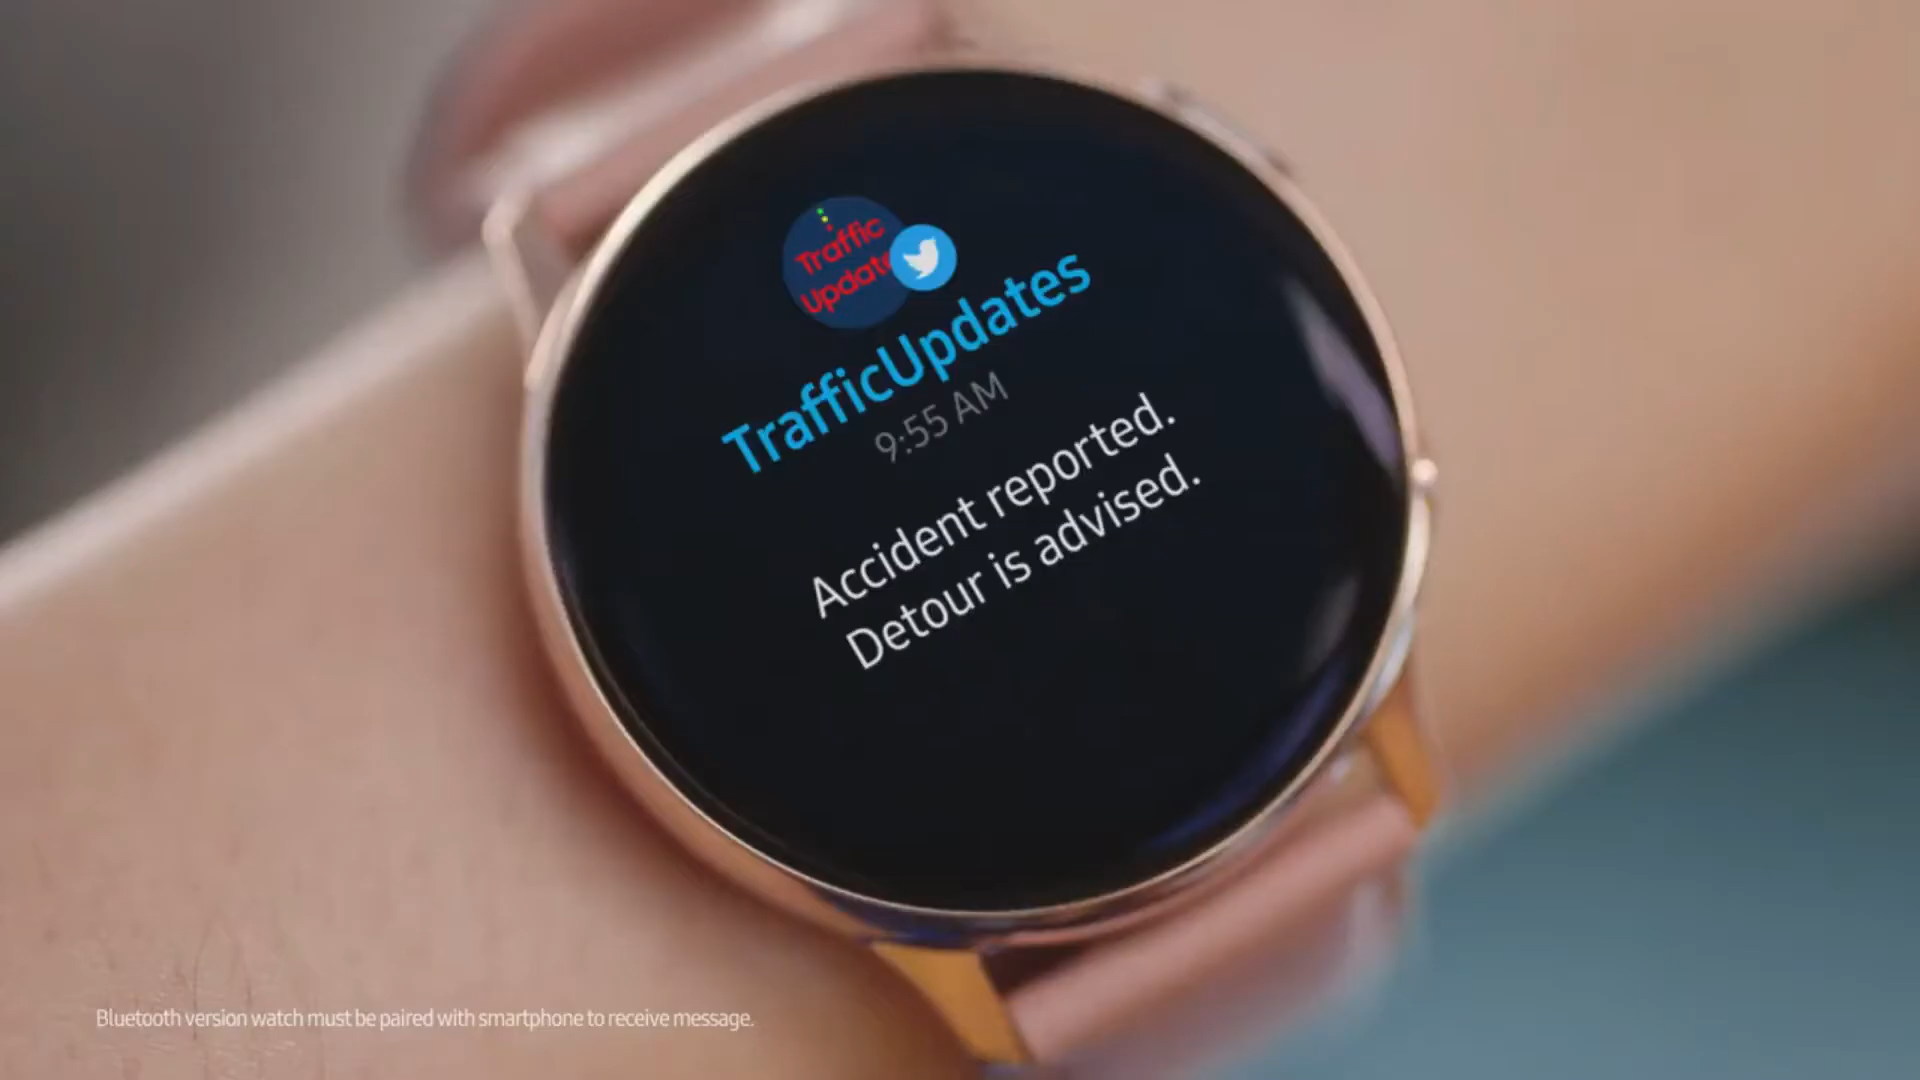 Traffic
Update
TrafficUpdates
9:55 AM
Accident reported.
Detour is advised.
Bluetooth version watch must be paired with smartphone to receive message.